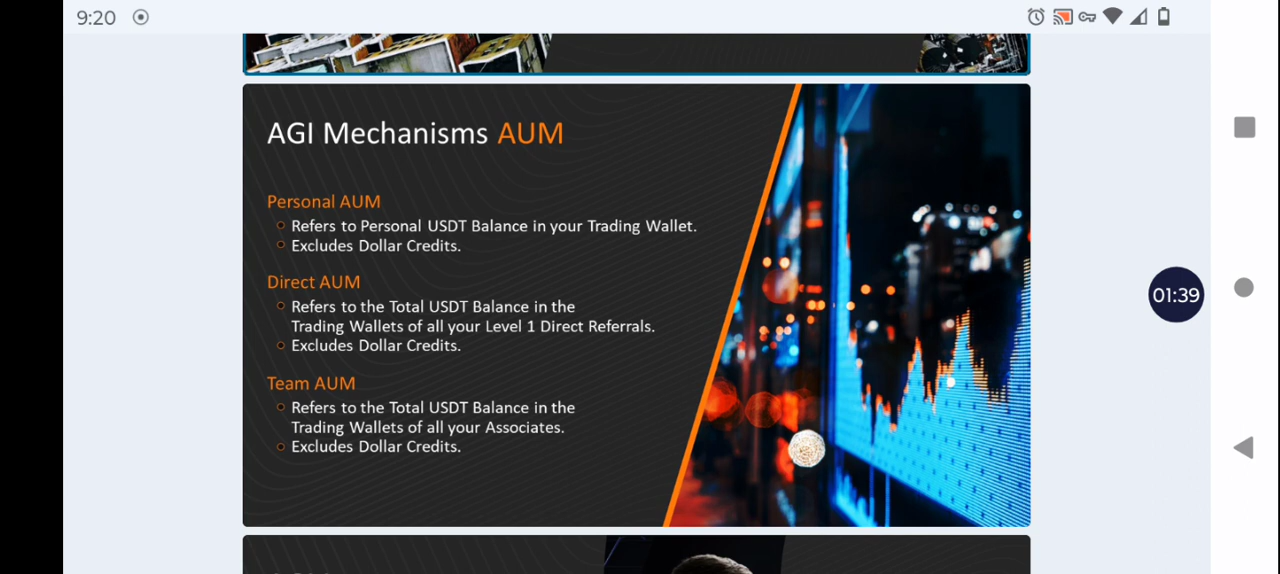 9:20
AGI Mechanisms AUM
Personal AUM
Refers to Personal USDT Balance in your Trading Wallet.
Excludes Dollar Credits.
Direct AUM
Refers to the Total USDT Balance in the
Trading Wallets of all your Level 1 Direct Referrals.
Excludes Dollar Credits.
01:39
Team AUM
Refers to the Total USDT Balance in the
Trading Wallets of all your Associates.
Excludes Dollar Credits.